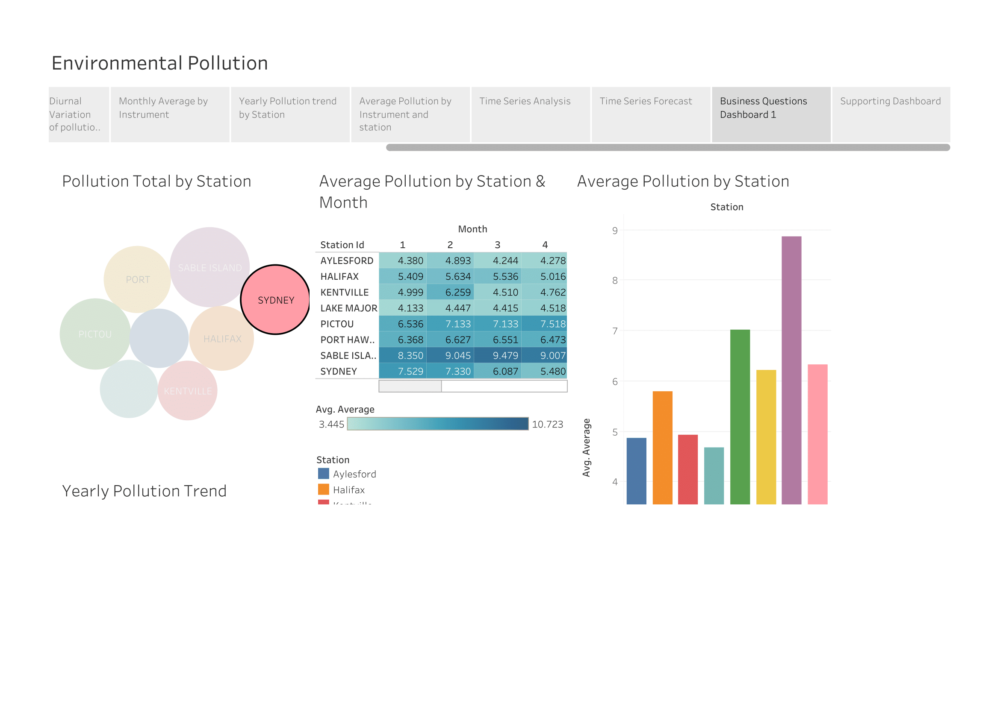 Environmental Pollution
Diurnal
Variation
of pollutio..
Monthly Average by
Instrument
Yearly Pollution trend
by Station
Average Pollution by
Instrument and
station
Time Series Analysis
Time Series Forecast
Business Questions
Dashboard 1
Supporting Dashboard
Pollution Total by Station
SABLE ISLAND
PORT
SYDNEY
PICTOU
HALIFAX
KENTVILLE
Yearly Pollution Trend
Average Pollution by Station &
Month
Month
Station Id 1 2 3 4
AYLESFORD 4.380 4.893 4.244 4.278
HALIFAX 5.409 5.634 5.536 5.016
KENTVILLE 4.999 6.259 4.510 4.762
LAKE MAJOR 4.133 4.447 4.415 4.518
PICTOU 6.536 7.133 7.133 7.518
PORT HAW.. 6.368 6.627 6.551 6.473
SABLE ISLA.. 8.350 9.045 9.479 9.007
SYDNEY 7.529 7.330 6.087 5.480
Avg. Average
3.445 10.723
Station
Aylesford
Halifax
Average Pollution by Station
Station
9
8
7
6
5
4
Avg. Average